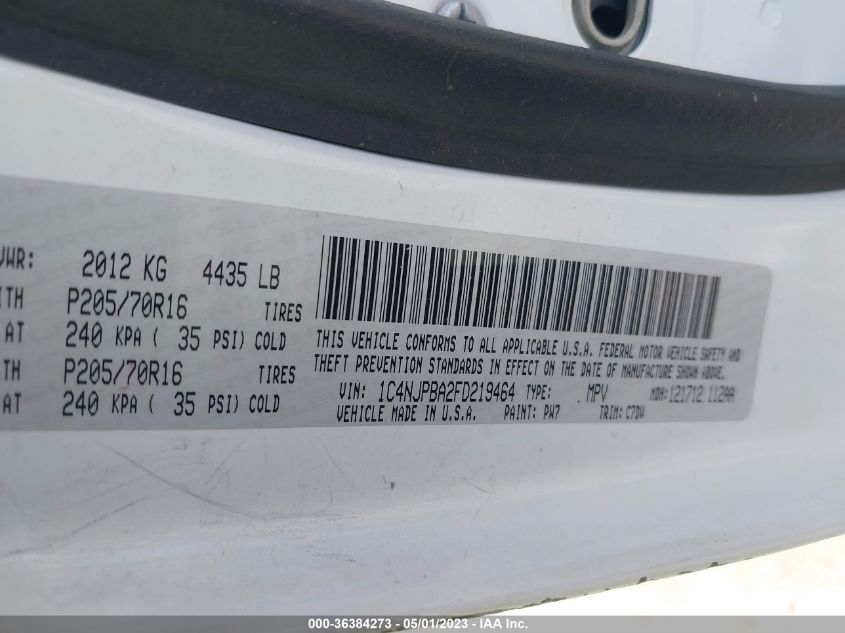 VWR: 2012 KG 4435 LB
ITH P205/70R16 TIRES
AT 240 KPA ( 35 PSI) COLD
TH P205/70R16 TIRES
AT 240 KPA ( 35 PSI) COLD
THIS VEHICLE CONFORMS TO ALL APPLICABLE U.S.A. FEDERAL MOTOR VEHICLE SAFETY AND
THEFT PREVENTION STANDARDS IN EFFECT ON THE DATE OF MANUFACTURE SHOWN ABOVE.
VIN: 1C4NJPBA2FD219464 TYPE: MPV MDH: 121712 112AA
VEHICLE MADE IN U.S.A. PAINT: PW7 TRIM: C7DV
000-36384273 - 05/01/2023 - IAA Inc.